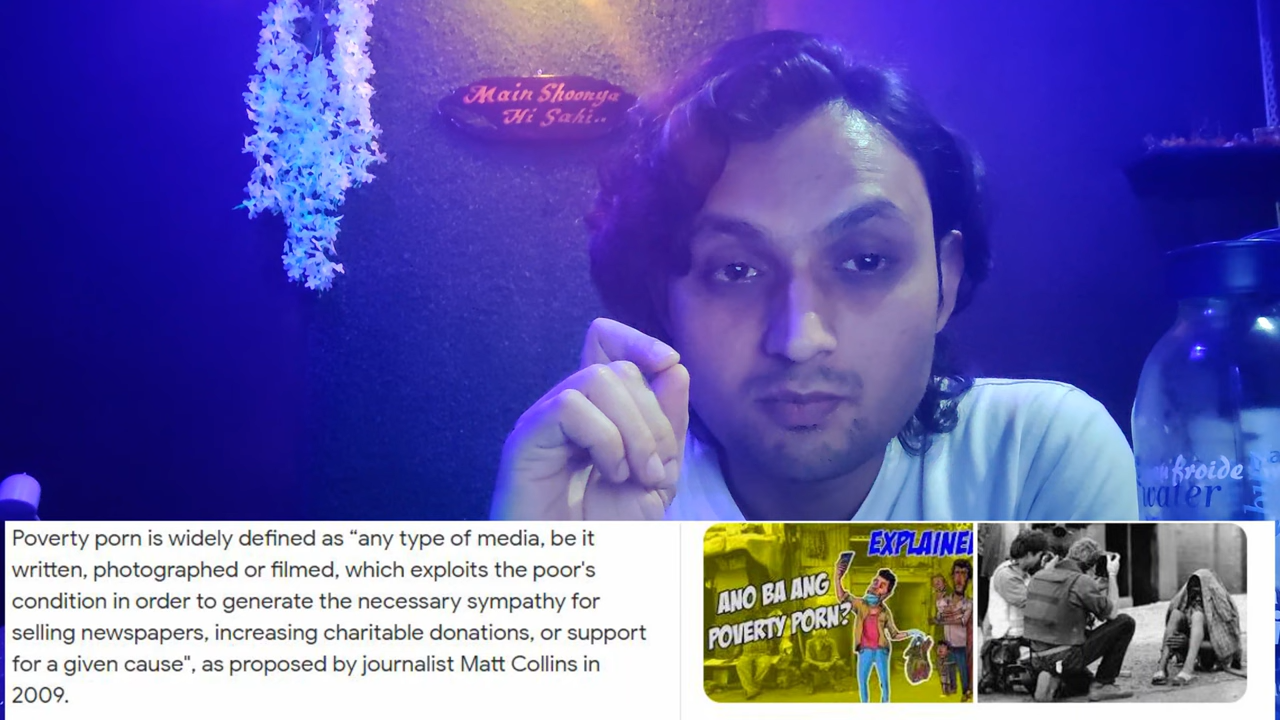 Main Shoonya
Hi Sahi..
froide
water
Poverty porn is widely defined as “any type of media, be it
written, photographed or filmed, which exploits the poor's
condition in order to generate the necessary sympathy for
selling newspapers, increasing charitable donations, or support
for a given cause", as proposed by journalist Matt Collins in
2009.
EXPLAINE
ANO BA ANG
POVERTY PORN?